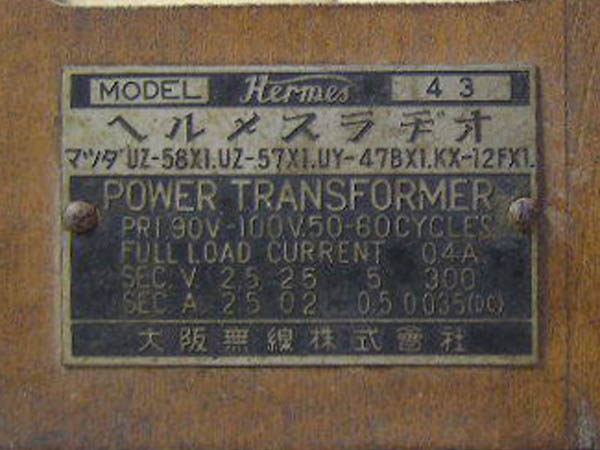 MODEL Hermes 43
ヘルメスラヂオ
マツダ UZ-58X1.UZ-57X1.UY-47BX1.KX-12FX1.
POWER TRANSFORMER
PRI.90V-100V.50-60CYCLES
FULL LOAD CURRENT 0.4A
SEC. V 2.5 2.5 5 300
SEC. A 2.5 0.2 0.5 0.035(DC)
大阪無線株式會社